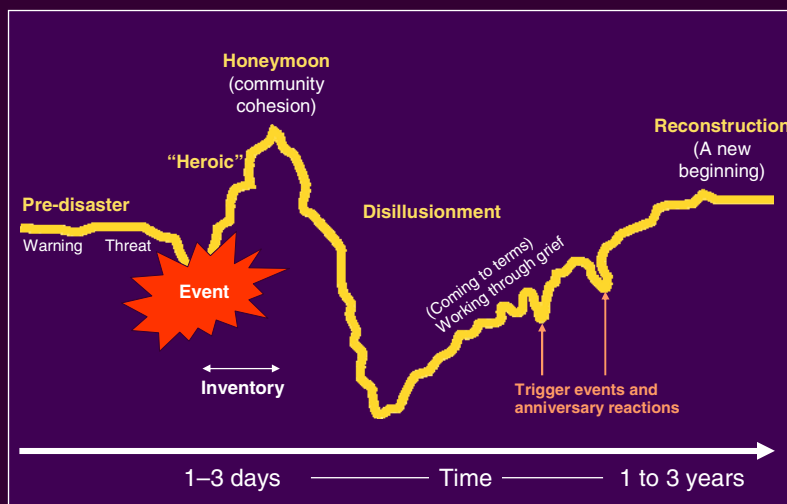 Honeymoon
(community
cohesion)
“Heroic”
Pre-disaster
Warning Threat
Event
Inventory
Disillusionment
(Coming to terms)
Working through grief
Reconstruction
(A new
beginning)
Trigger events and
anniversary reactions
1–3 days Time 1 to 3 years